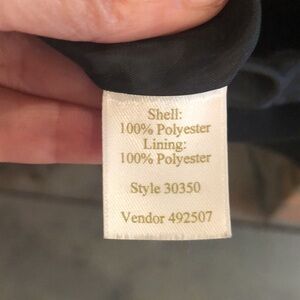 Shell:
100% Polyester
Lining:
100% Polyester
Style 30350
Vendor 492507